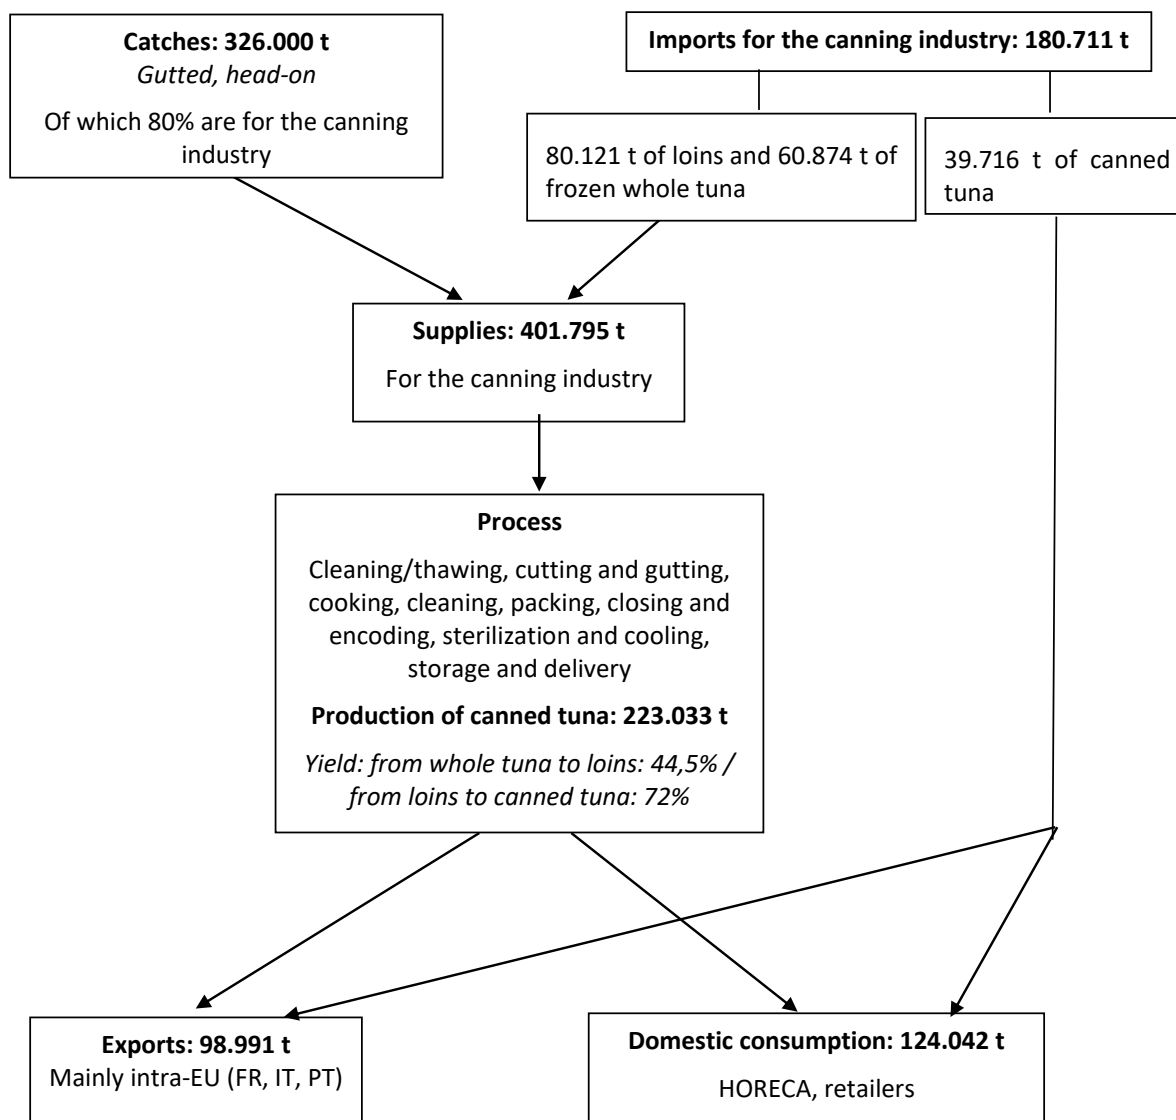 Catches: 326.000 t
Gutted, head-on
Of which 80% are for the canning
industry
Imports for the canning industry: 180.711 t
80.121 t of loins and 60.874 t of
frozen whole tuna
39.716 t of canned
tuna
Supplies: 401.795 t
For the canning industry
Process
Cleaning/thawing, cutting and gutting,
cooking, cleaning, packing, closing and
encoding, sterilization and cooling,
storage and delivery
Production of canned tuna: 223.033 t
Yield: from whole tuna to loins: 44,5% /
from loins to canned tuna: 72%
Exports: 98.991 t
Mainly intra-EU (FR, IT, PT)
Domestic consumption: 124.042 t
HORECA, retailers